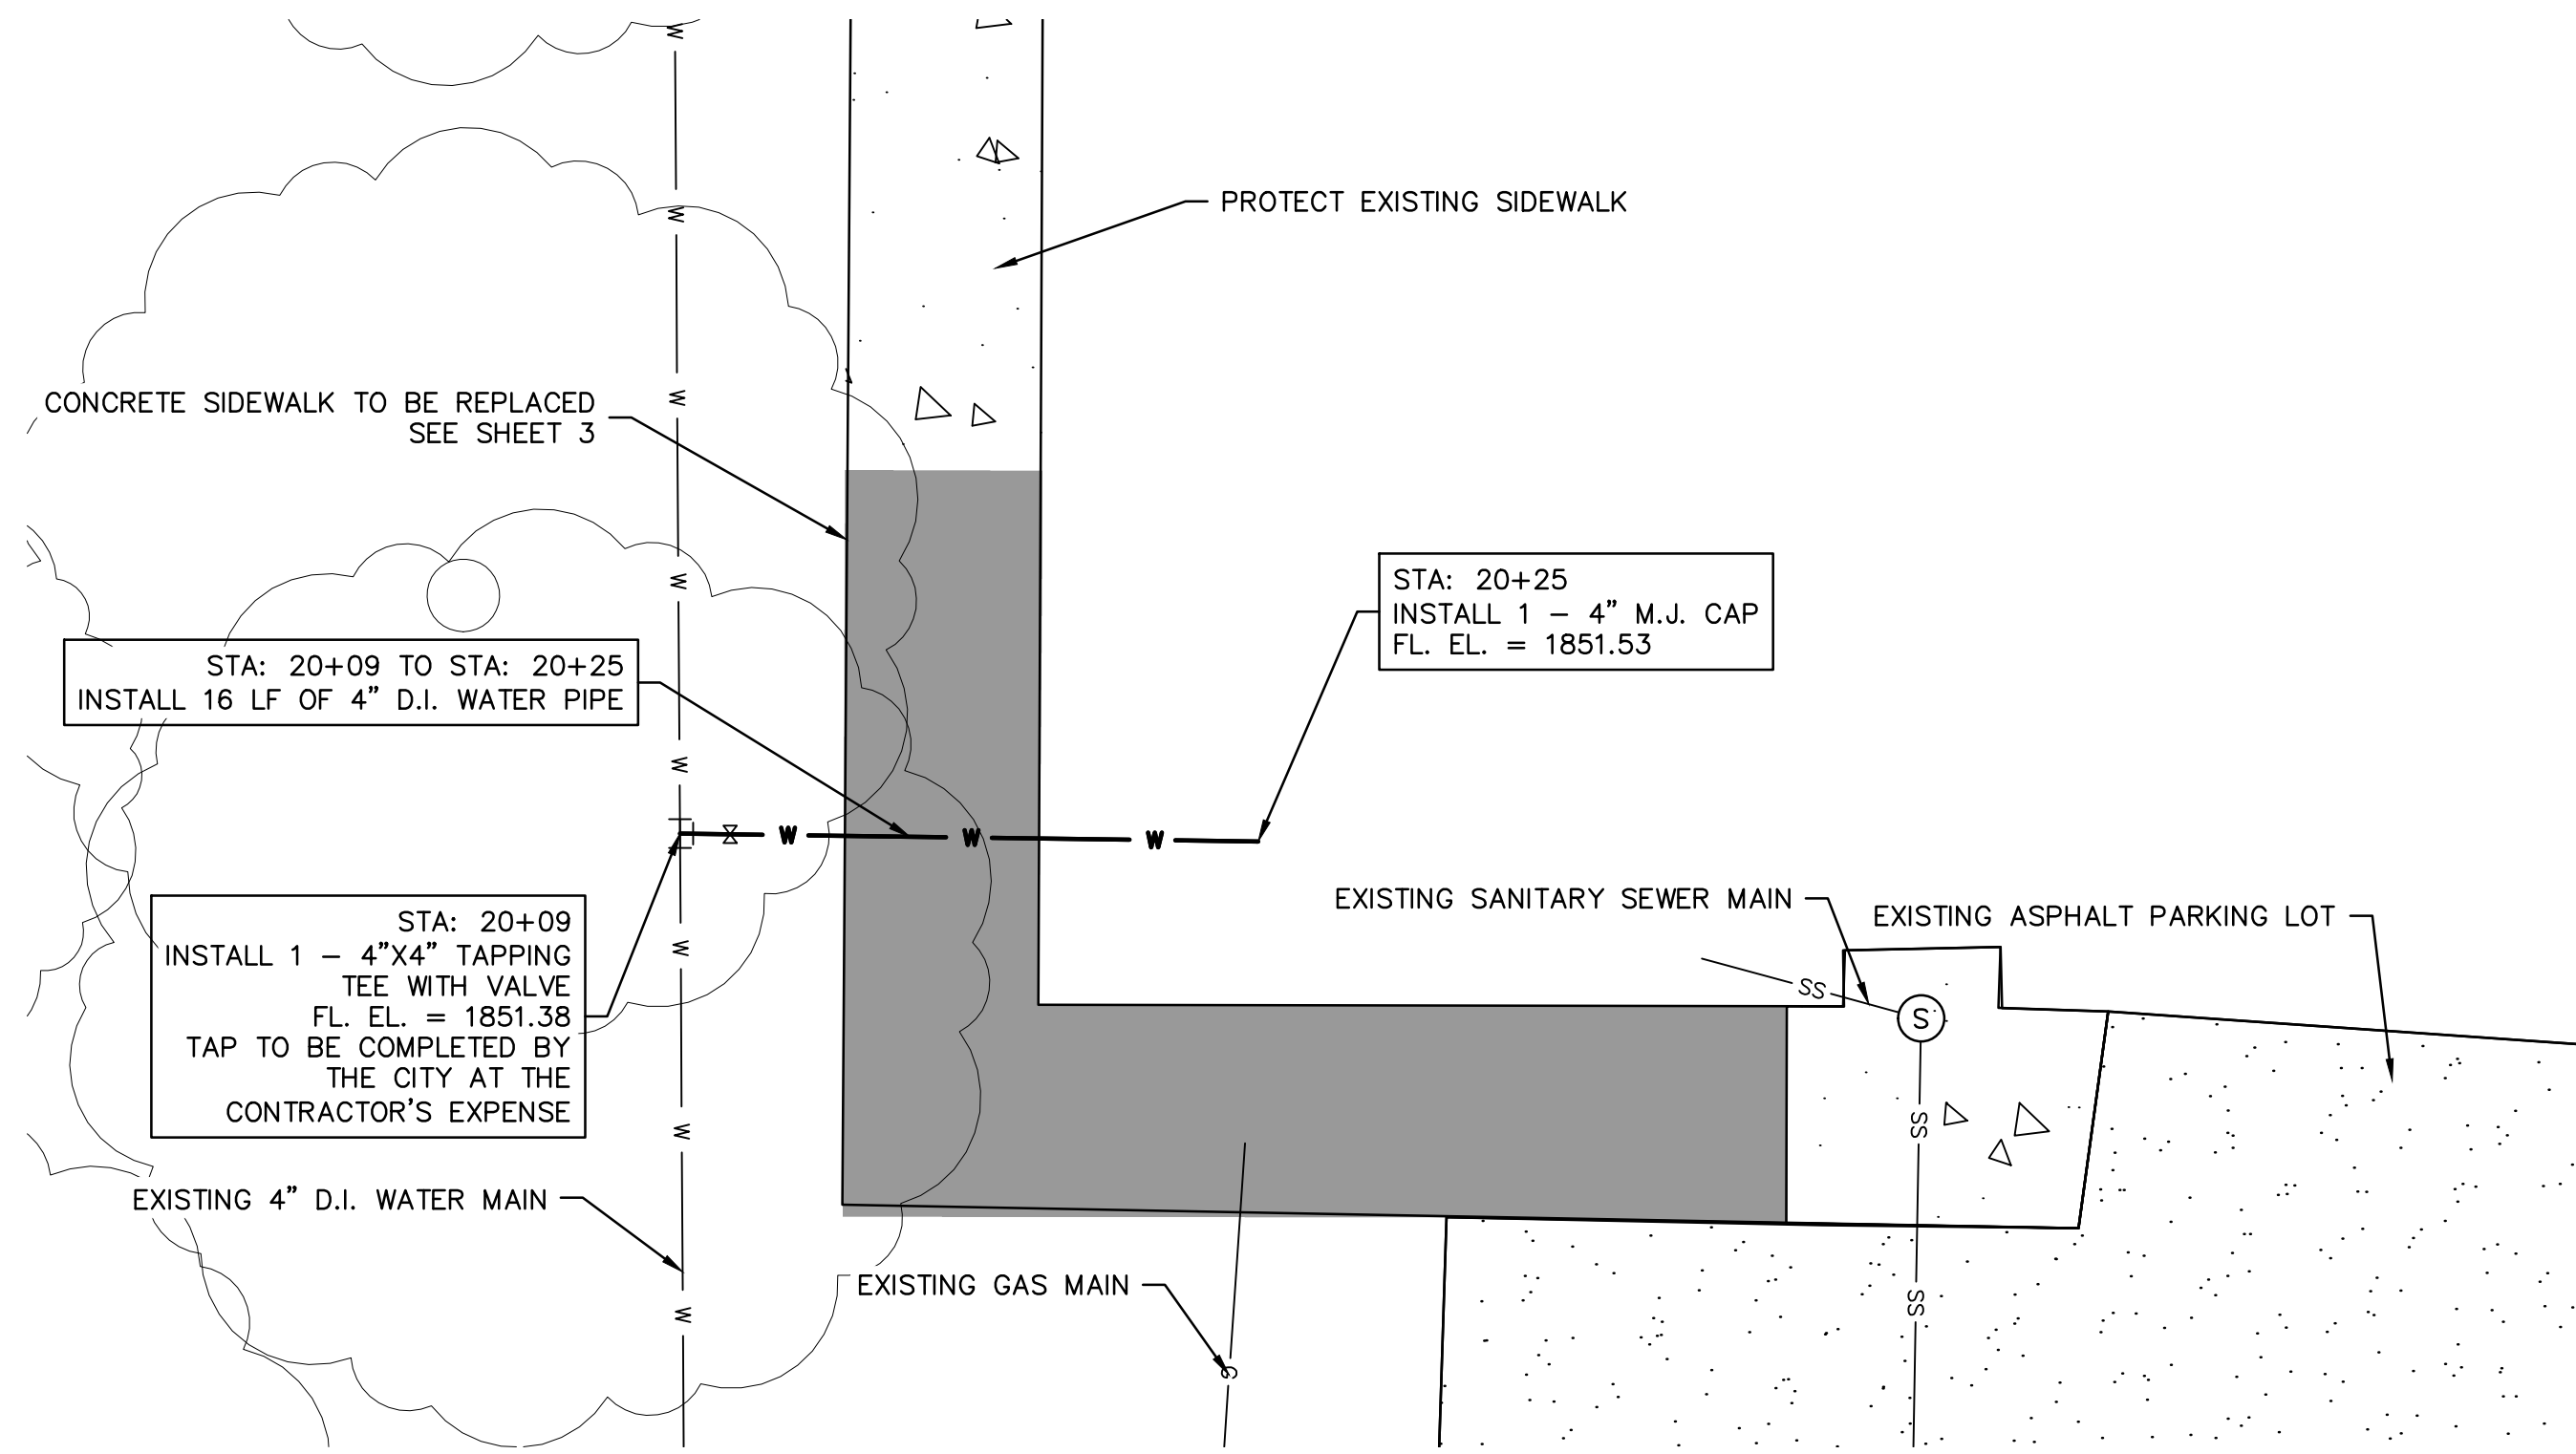 PROTECT EXISTING SIDEWALK
CONCRETE SIDEWALK TO BE REPLACED
SEE SHEET 3
STA: 20+25
INSTALL 1 – 4” M.J. CAP
FL. EL. = 1851.53
STA: 20+09 TO STA: 20+25
INSTALL 16 LF OF 4” D.I. WATER PIPE
STA: 20+09
INSTALL 1 – 4”X4” TAPPING
TEE WITH VALVE
FL. EL. = 1851.38
TAP TO BE COMPLETED BY
THE CITY AT THE
CONTRACTOR'S EXPENSE
EXISTING SANITARY SEWER MAIN
EXISTING ASPHALT PARKING LOT
EXISTING 4” D.I. WATER MAIN
EXISTING GAS MAIN
W
W
W
W
W
W
W
W
W
W
W
SS
S
SS
SS
G